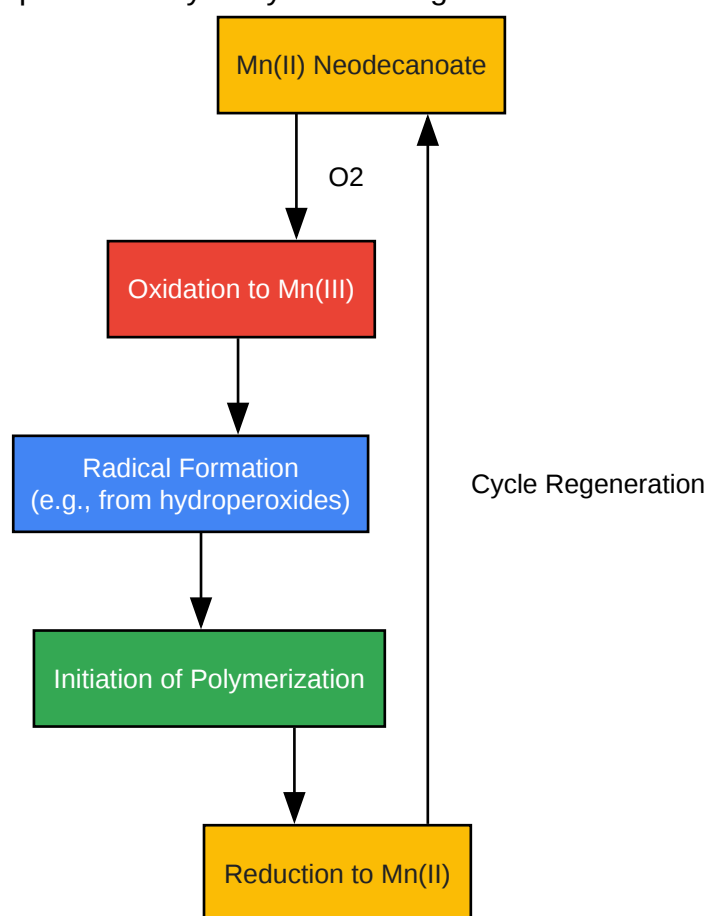 Mn(II) Neodecanoate
O2
Oxidation to Mn(III)
Radical Formation
(e.g., from hydroperoxides)
Cycle Regeneration
Initiation of Polymerization
Reduction to Mn(II)